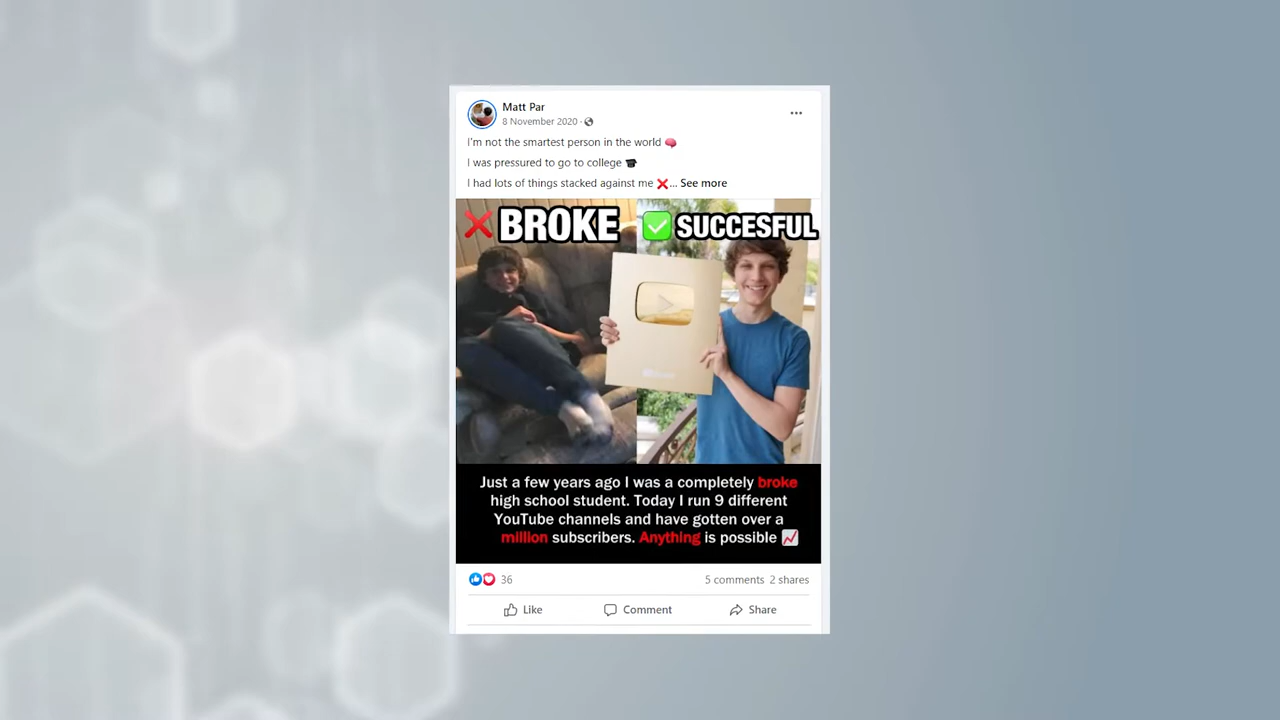 Matt Par
8 November 2020 ·
I'm not the smartest person in the world 🧠
I was pressured to go to college 🎓
I had lots of things stacked against me ❌... See more
❌ BROKE
✅ SUCCESFUL
Just a few years ago I was a completely broke
high school student. Today I run 9 different
YouTube channels and have gotten over a
million subscribers. Anything is possible 📈
36
5 comments 2 shares
Like
Comment
Share